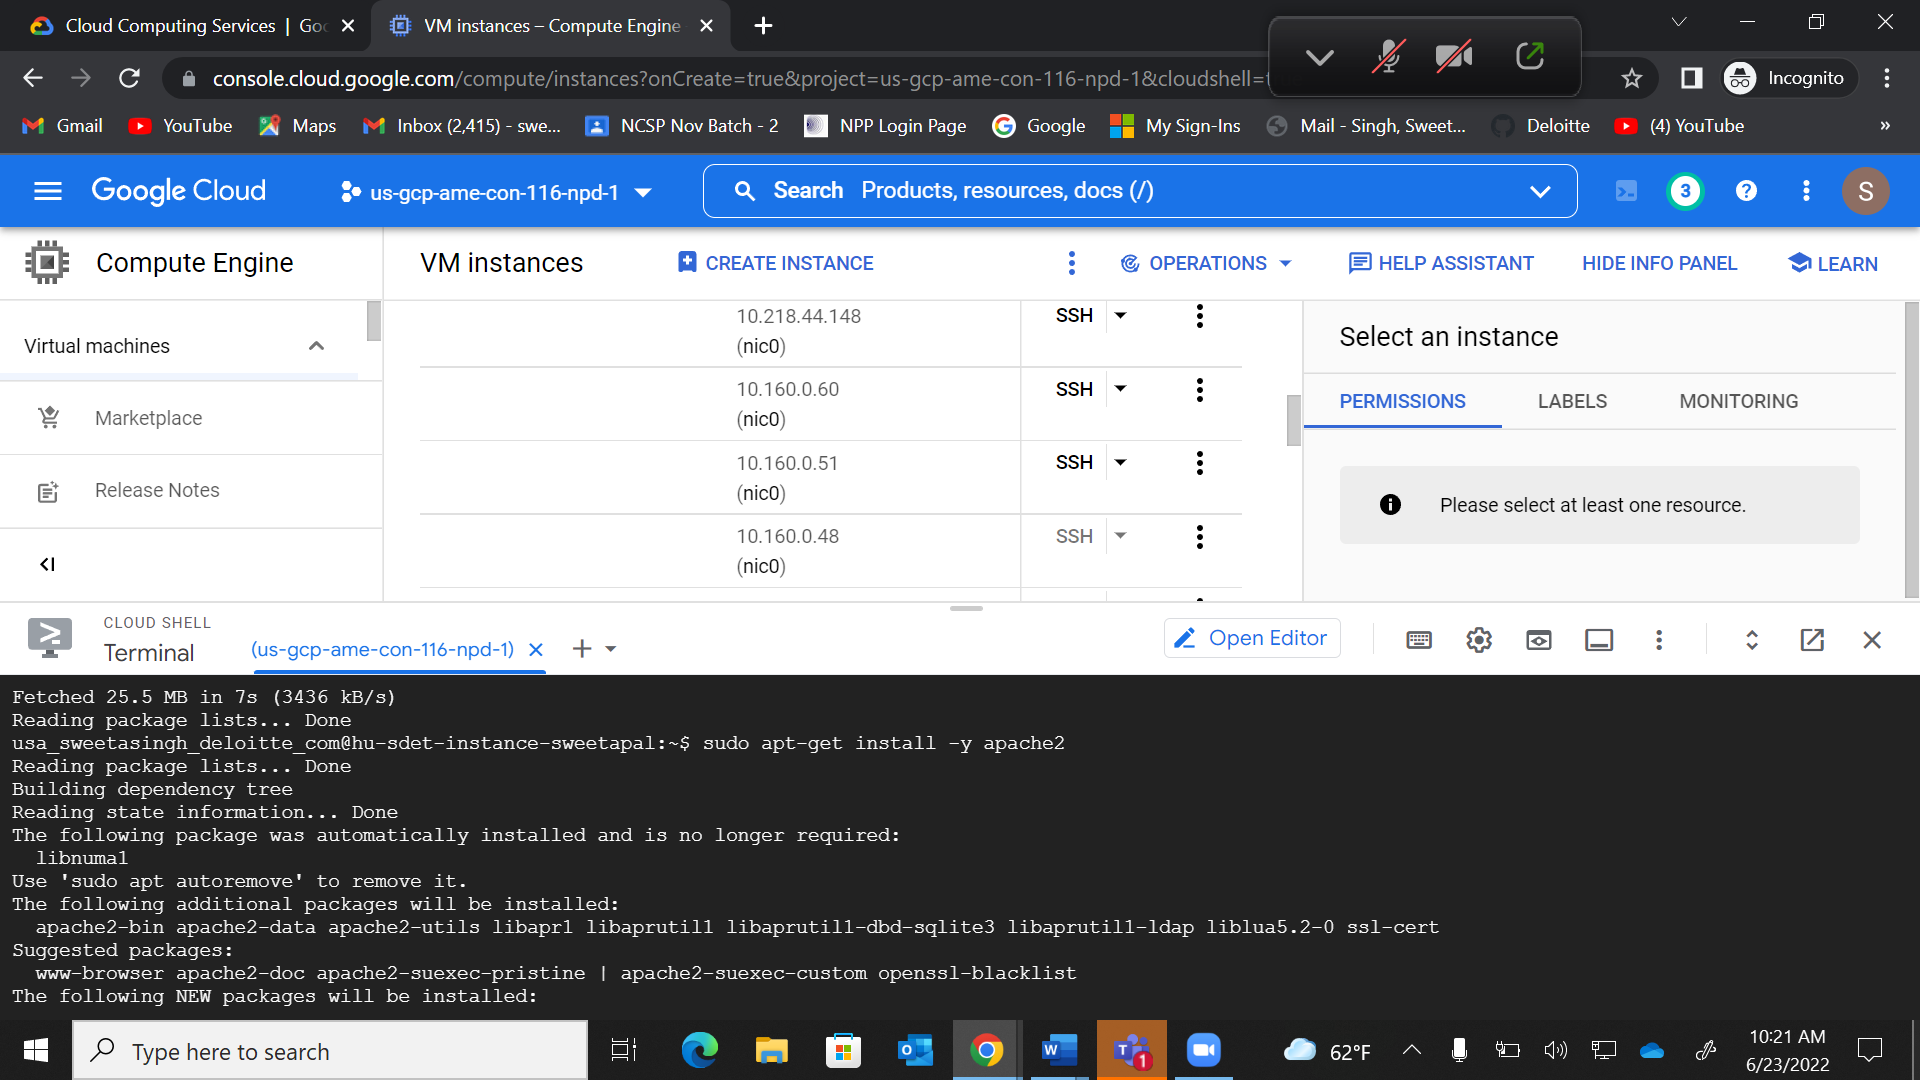 Cloud Computing Services | Goo
VM instances – Compute Engine
console.cloud.google.com/compute/instances?onCreate=true&project=us-gcp-ame-con-116-npd-1&cloudshell=
Incognito
Gmail
YouTube
Maps
Inbox (2,415) - swe...
NCSP Nov Batch - 2
NPP Login Page
Google
My Sign-Ins
Mail - Singh, Sweet...
Deloitte
(4) YouTube
»
Google Cloud
us-gcp-ame-con-116-npd-1
Search Products, resources, docs (/)
3
S
Compute Engine
VM instances
CREATE INSTANCE
OPERATIONS
HELP ASSISTANT
HIDE INFO PANEL
LEARN
Virtual machines
Marketplace
Release Notes
10.218.44.148
(nic0)
SSH
10.160.0.60
(nic0)
SSH
10.160.0.51
(nic0)
SSH
10.160.0.48
(nic0)
SSH
Select an instance
PERMISSIONS
LABELS
MONITORING
Please select at least one resource.
CLOUD SHELL
Terminal
(us-gcp-ame-con-116-npd-1)
Open Editor
Fetched 25.5 MB in 7s (3436 kB/s)
Reading package lists... Done
usa_sweetasingh_deloitte_com@hu-sdet-instance-sweetapal:~$ sudo apt-get install -y apache2
Reading package lists... Done
Building dependency tree
Reading state information... Done
The following package was automatically installed and is no longer required:
libnuma1
Use 'sudo apt autoremove' to remove it.
The following additional packages will be installed:
apache2-bin apache2-data apache2-utils libapr1 libaprutil1 libaprutil1-dbd-sqlite3 libaprutil1-ldap liblua5.2-0 ssl-cert
Suggested packages:
www-browser apache2-doc apache2-suexec-pristine | apache2-suexec-custom openssl-blacklist
The following NEW packages will be installed:
Type here to search
1
62°F
10:21 AM
6/23/2022